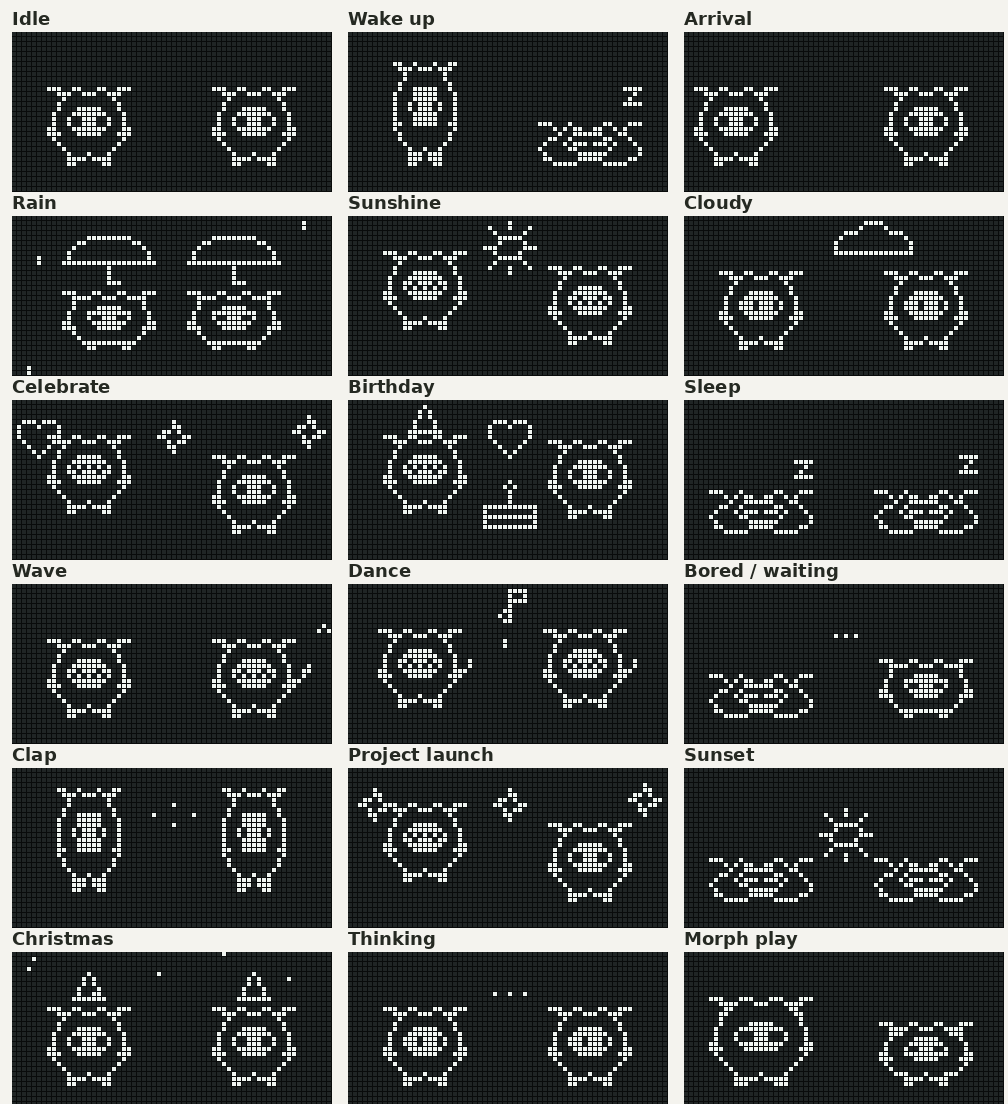 Idle
Wake up
Arrival
Rain
Sunshine
Cloudy
Celebrate
Birthday
Sleep
Wave
Dance
Bored / waiting
Clap
Project launch
Sunset
Christmas
Thinking
Morph play